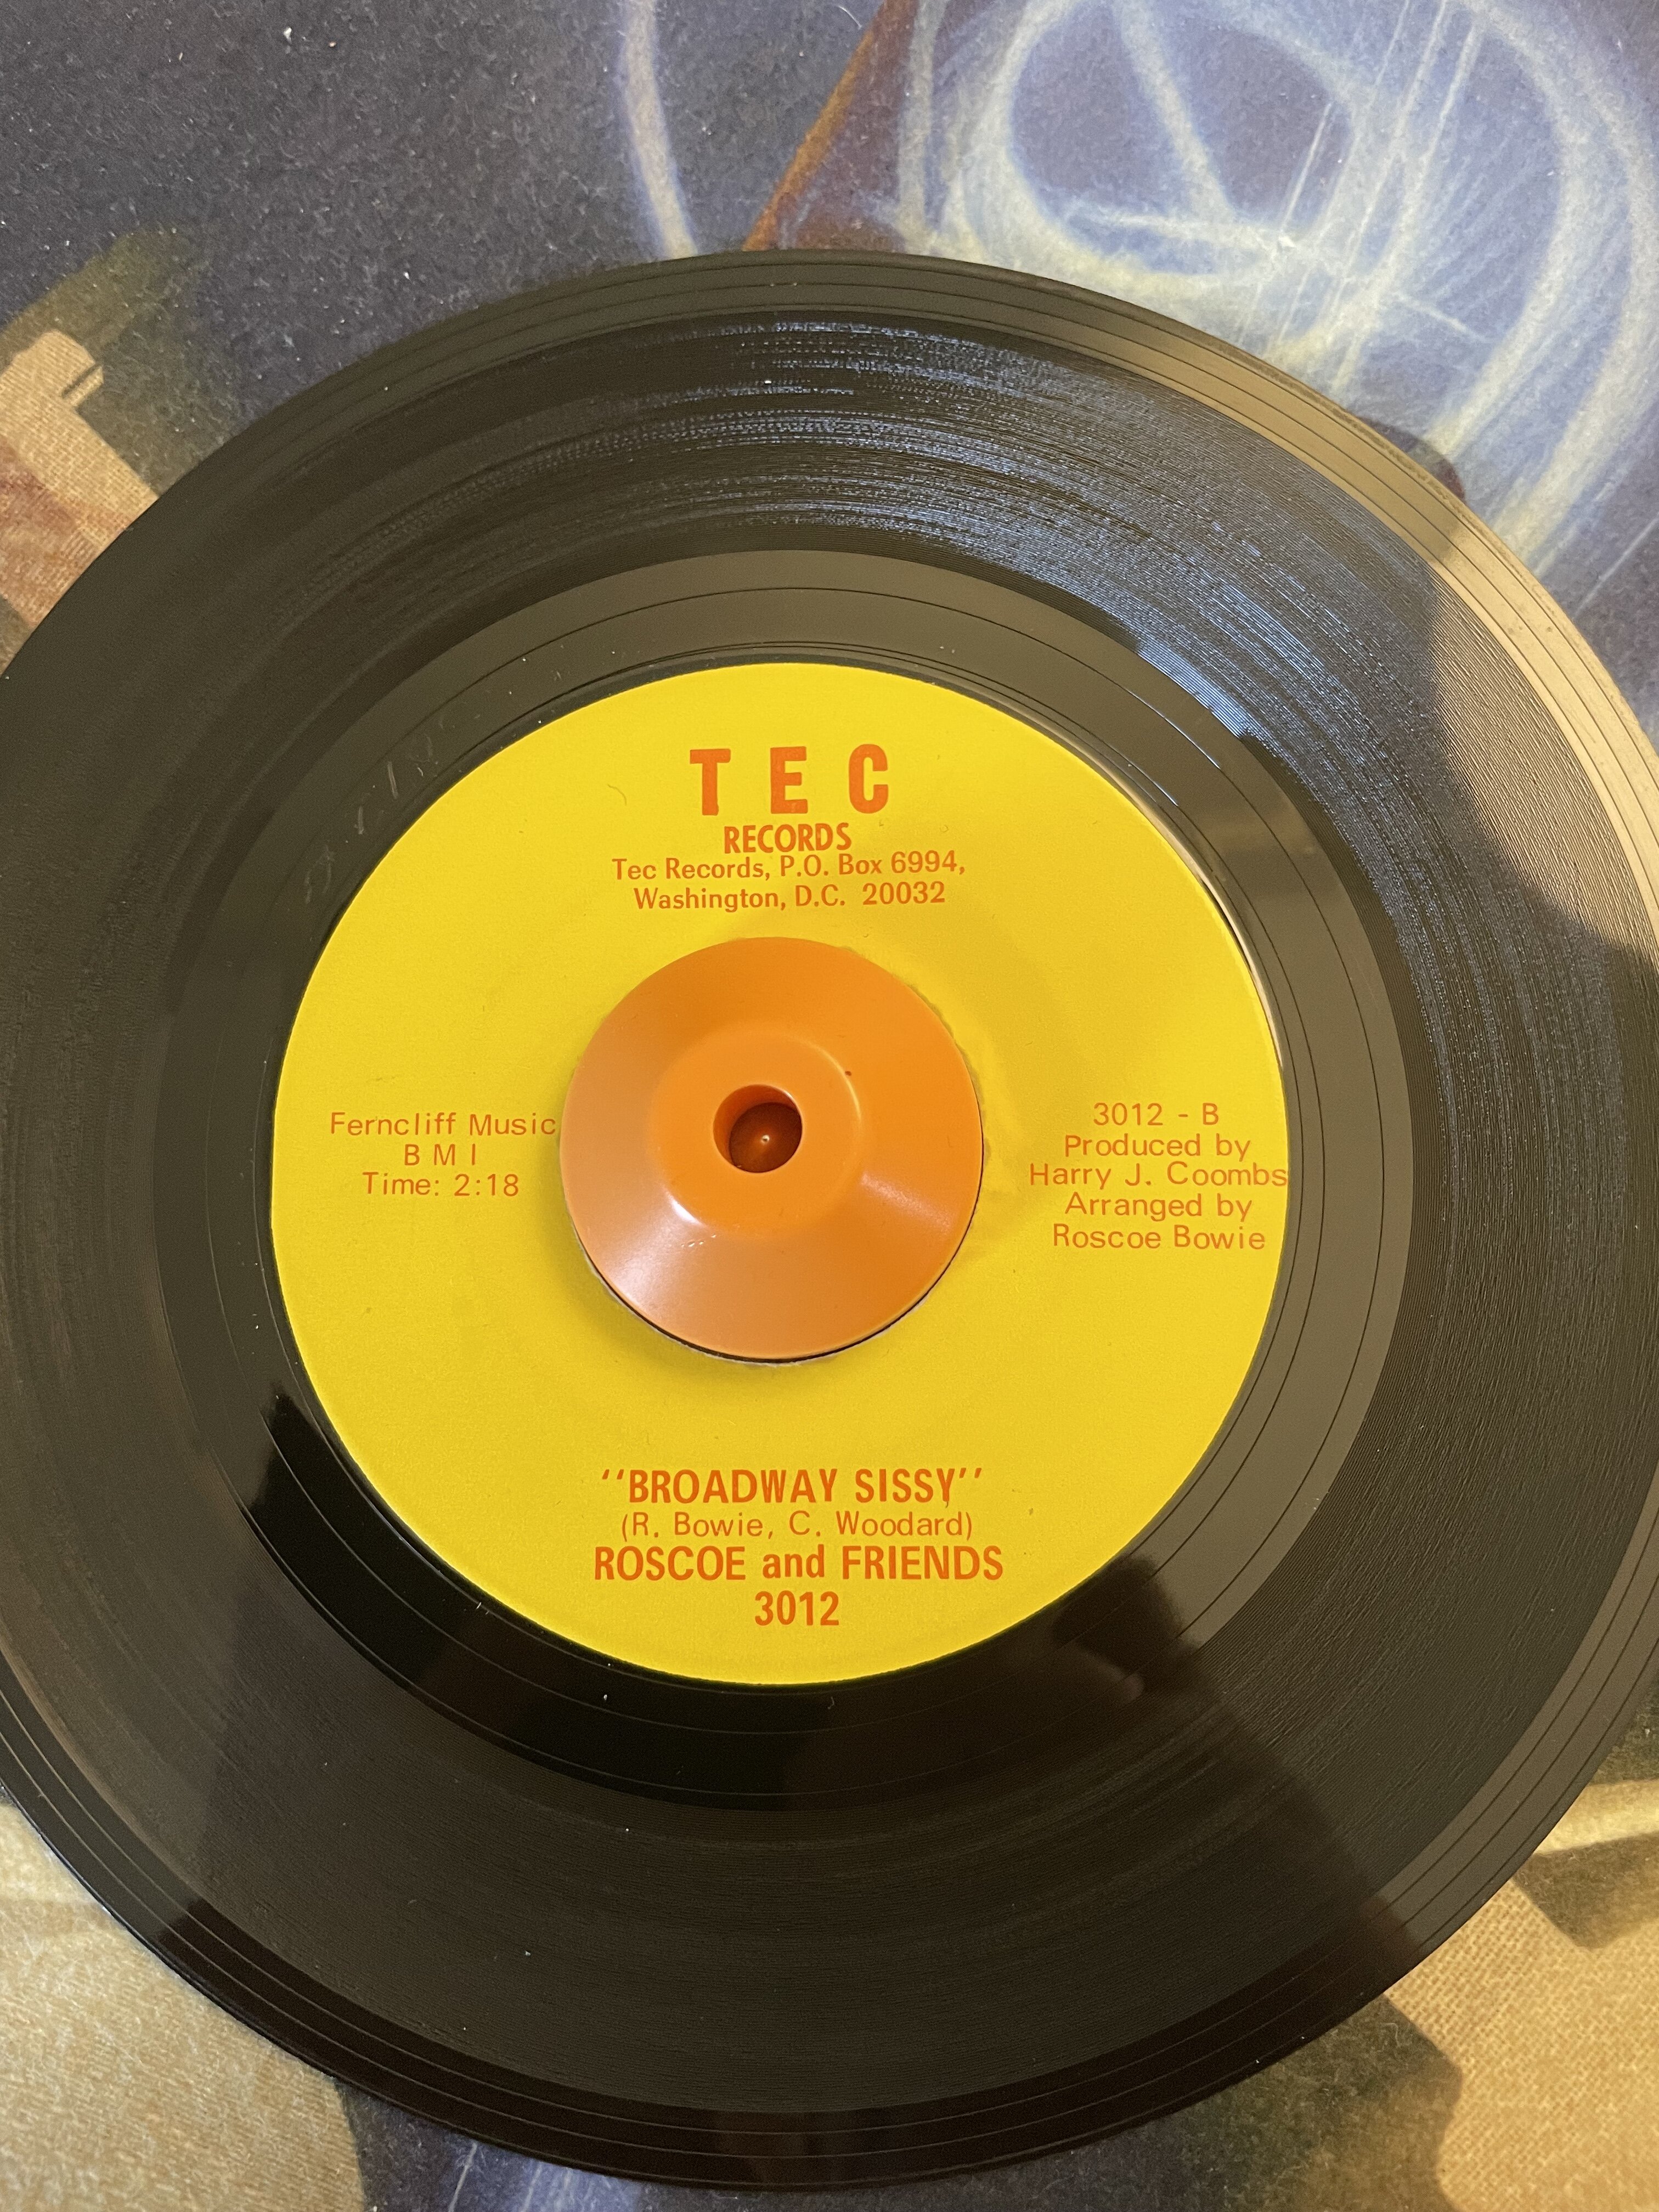 T E C
RECORDS
Tec Records, P.O. Box 6994,
Washington, D.C. 20032
Ferncliff Music
B M I
Time: 2:18
3012 - B
Produced by
Harry J. Coombs
Arranged by
Roscoe Bowie
‘‘BROADWAY SISSY’’
(R. Bowie, C. Woodard)
ROSCOE and FRIENDS
3012